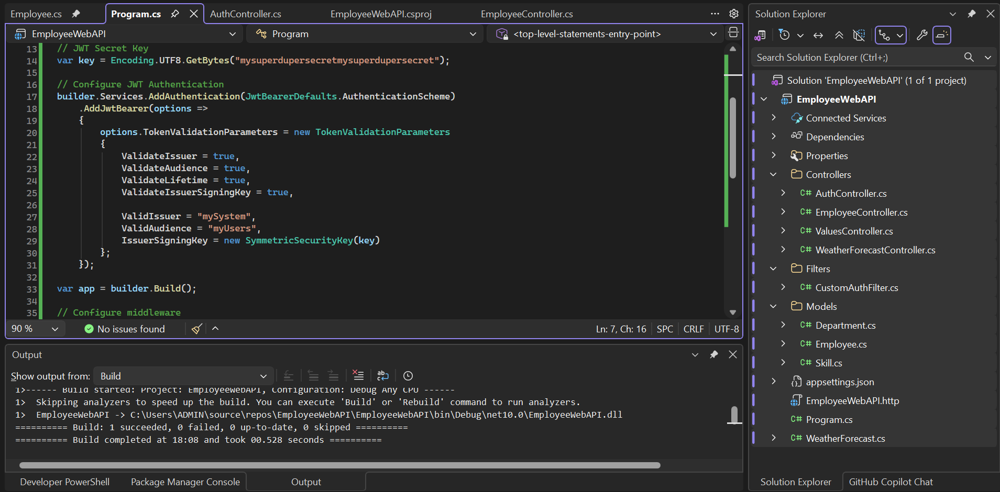 Employee.cs
Program.cs
AuthController.cs
EmployeeWebAPI.csproj
EmployeeController.cs
EmployeeWebAPI
Program
<top-level-statements-entry-point>
13 // JWT Secret Key
14 var key = Encoding.UTF8.GetBytes("mysuperdupersecretmysuperdupersecret");
15
16 // Configure JWT Authentication
17 builder.Services.AddAuthentication(JwtBearerDefaults.AuthenticationScheme)
18 .AddJwtBearer(options =>
19 {
20 options.TokenValidationParameters = new TokenValidationParameters
21 {
22 ValidateIssuer = true,
23 ValidateAudience = true,
24 ValidateLifetime = true,
25 ValidateIssuerSigningKey = true,
26
27 ValidIssuer = "mySystem",
28 ValidAudience = "myUsers",
29 IssuerSigningKey = new SymmetricSecurityKey(key)
30 };
31 });
32
33 var app = builder.Build();
34
35 // Configure middleware
90 %
No issues found
Ln: 7, Ch: 16
SPC
CRLF
UTF-8
Output
Show output from:
Build
1>------ Build started: Project: EmployeeWebAPI, Configuration: Debug Any CPU ------
1> Skipping analyzers to speed up the build. You can execute 'Build' or 'Rebuild' command to run analyzers.
1> EmployeeWebAPI -> C:\Users\ADMIN\source\repos\EmployeeWebAPI\EmployeeWebAPI\bin\Debug\net10.0\EmployeeWebAPI.dll
========== Build: 1 succeeded, 0 failed, 0 up-to-date, 0 skipped ==========
========== Build completed at 18:08 and took 00.528 seconds ==========
Developer PowerShell
Package Manager Console
Output
Solution Explorer
Search Solution Explorer (Ctrl+;)
Solution 'EmployeeWebAPI' (1 of 1 project)
EmployeeWebAPI
Connected Services
Dependencies
Properties
Controllers
C# AuthController.cs
C# EmployeeController.cs
C# ValuesController.cs
C# WeatherForecastController.cs
Filters
C# CustomAuthFilter.cs
Models
C# Department.cs
C# Employee.cs
C# Skill.cs
appsettings.json
EmployeeWebAPI.http
C# Program.cs
C# WeatherForecast.cs
Solution Explorer
GitHub Copilot Chat